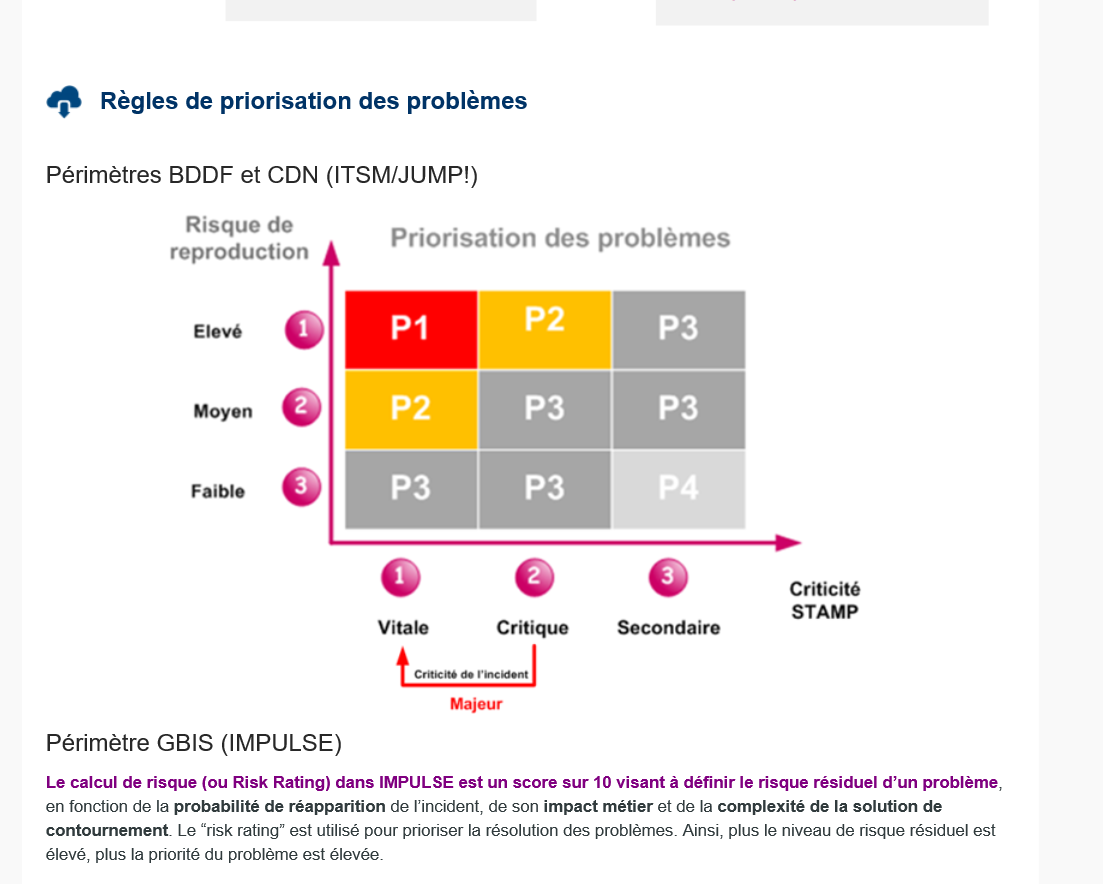 Règles de priorisation des problèmes
Périmètres BDDF et CDN (ITSM/JUMP!)
Risque de
reproduction
Priorisation des problèmes
Elevé 1 P1 P2 P3
Moyen 2 P2 P3 P3
Faible 3 P3 P3 P4
1 2 3
Vitale Critique Secondaire
Criticité
STAMP
Criticité de l'incident
Majeur
Périmètre GBIS (IMPULSE)
Le calcul de risque (ou Risk Rating) dans IMPULSE est un score sur 10 visant à définir le risque résiduel d’un problème,
en fonction de la probabilité de réapparition de l’incident, de son impact métier et de la complexité de la solution de
contournement. Le “risk rating” est utilisé pour prioriser la résolution des problèmes. Ainsi, plus le niveau de risque résiduel est
élevé, plus la priorité du problème est élevée.